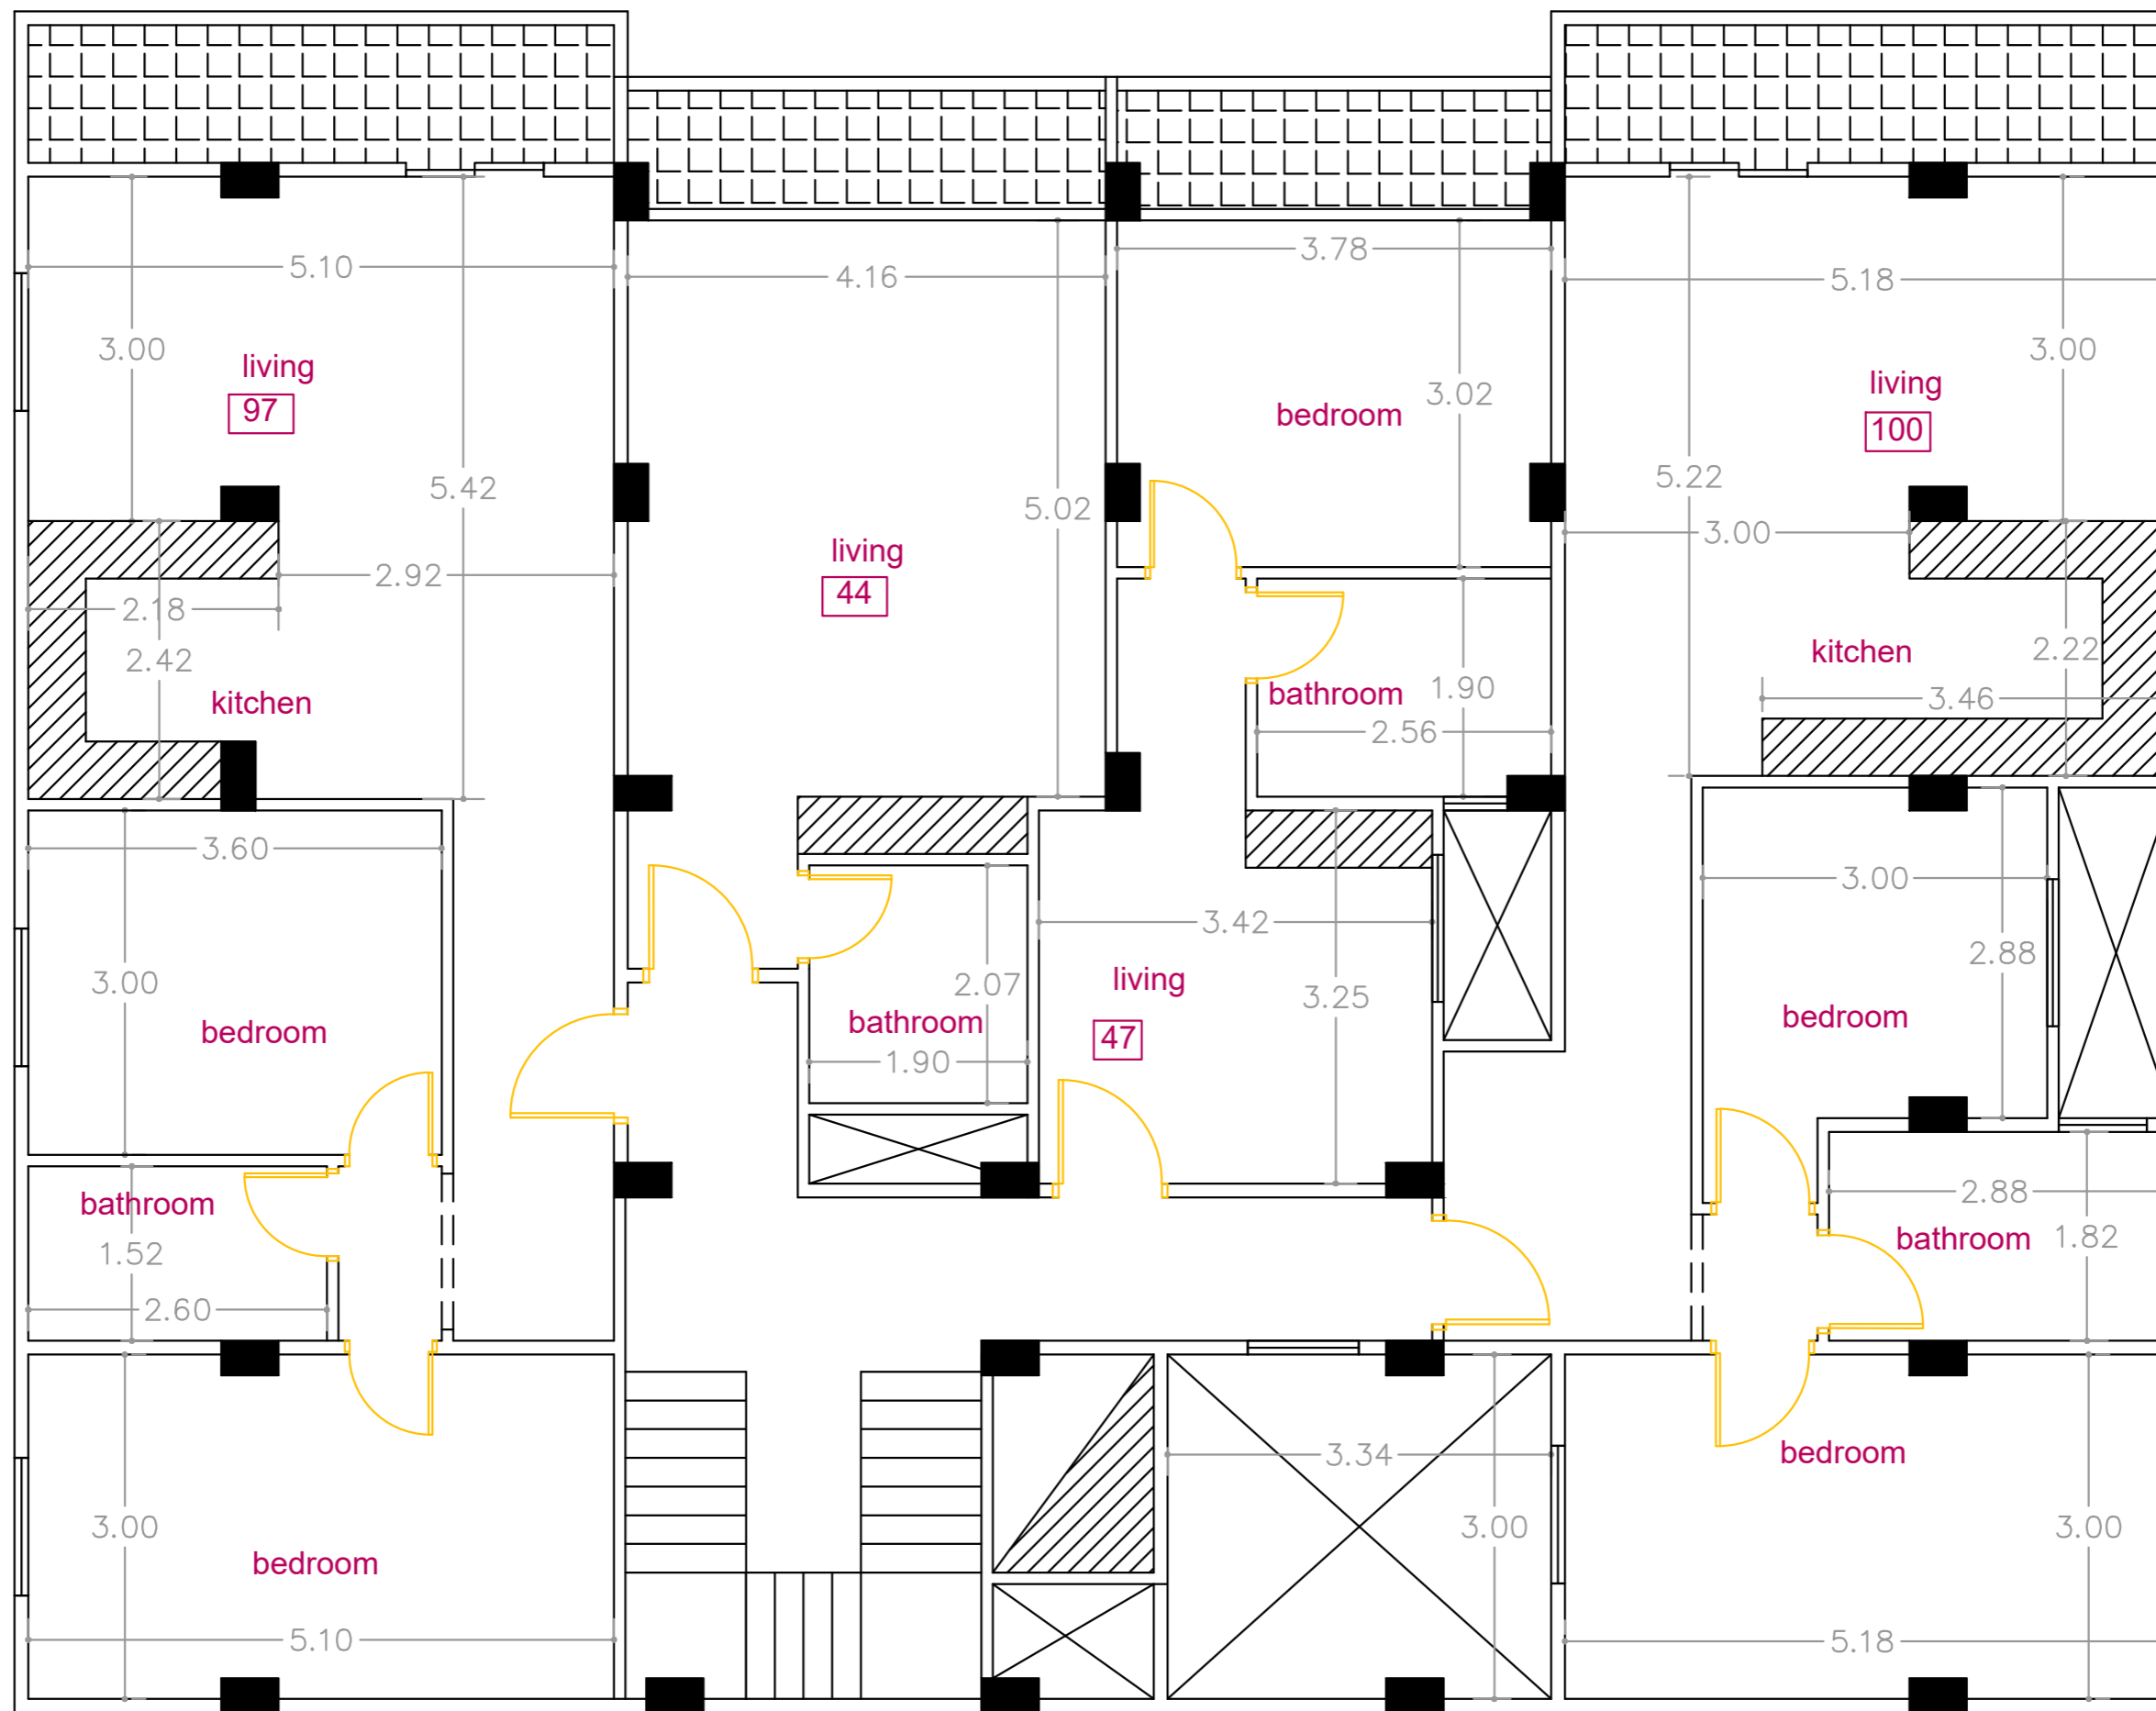 3.78
5.10
4.16
5.18
3.00
3.00
living
97
3.02
living
100
bedroom
5.42
5.22
5.02
3.00
living
44
2.92
2.18
2.42
kitchen
bathroom
1.90
2.56
kitchen
2.22
3.46
3.60
3.00
bedroom
3.42
3.00
2.88
living
47
3.25
2.07
bathroom
1.90
bedroom
bathroom
1.52
2.60
2.88
bathroom
1.82
3.34
bedroom
3.00
bedroom
3.00
3.00
5.10
5.18